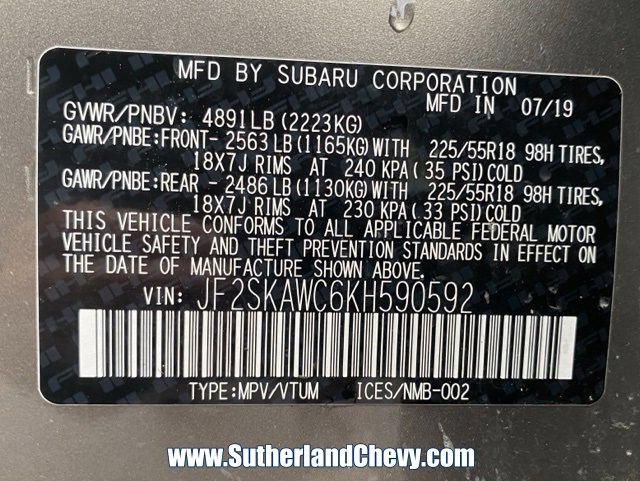 MFD BY SUBARU CORPORATION
MFD IN 07/19
GVWR/PNBV: 4891LB (2223KG)
GAWR/PNBE:FRONT- 2563 LB (1165KG) WITH 225/55R18 98H TIRES,
18X7J RIMS AT 240 KPA ( 35 PSI) COLD
GAWR/PNBE:REAR - 2486 LB (1130KG) WITH 225/55R18 98H TIRES,
18X7J RIMS AT 230 KPA ( 33 PSI) COLD
THIS VEHICLE CONFORMS TO ALL APPLICABLE FEDERAL MOTOR
VEHICLE SAFETY AND THEFT PREVENTION STANDARDS IN EFFECT ON
THE DATE OF MANUFACTURE SHOWN ABOVE.
VIN: JF2SKAWC6KH590592
TYPE:MPV/VTUM ICES/NMB-002
www.SutherlandChevy.com